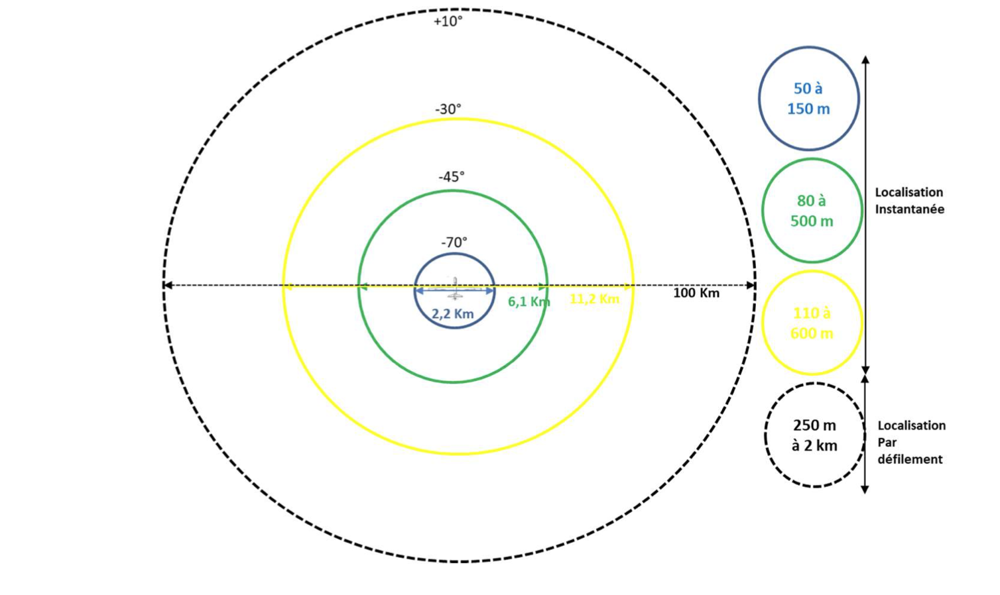 +10°
-30°
-45°
-70°
2,2 Km
6,1 Km
11,2 Km
100 Km
50 à
150 m
80 à
500 m
110 à
600 m
250 m
à 2 km
Localisation
Instantanée
Localisation
Par
défilement